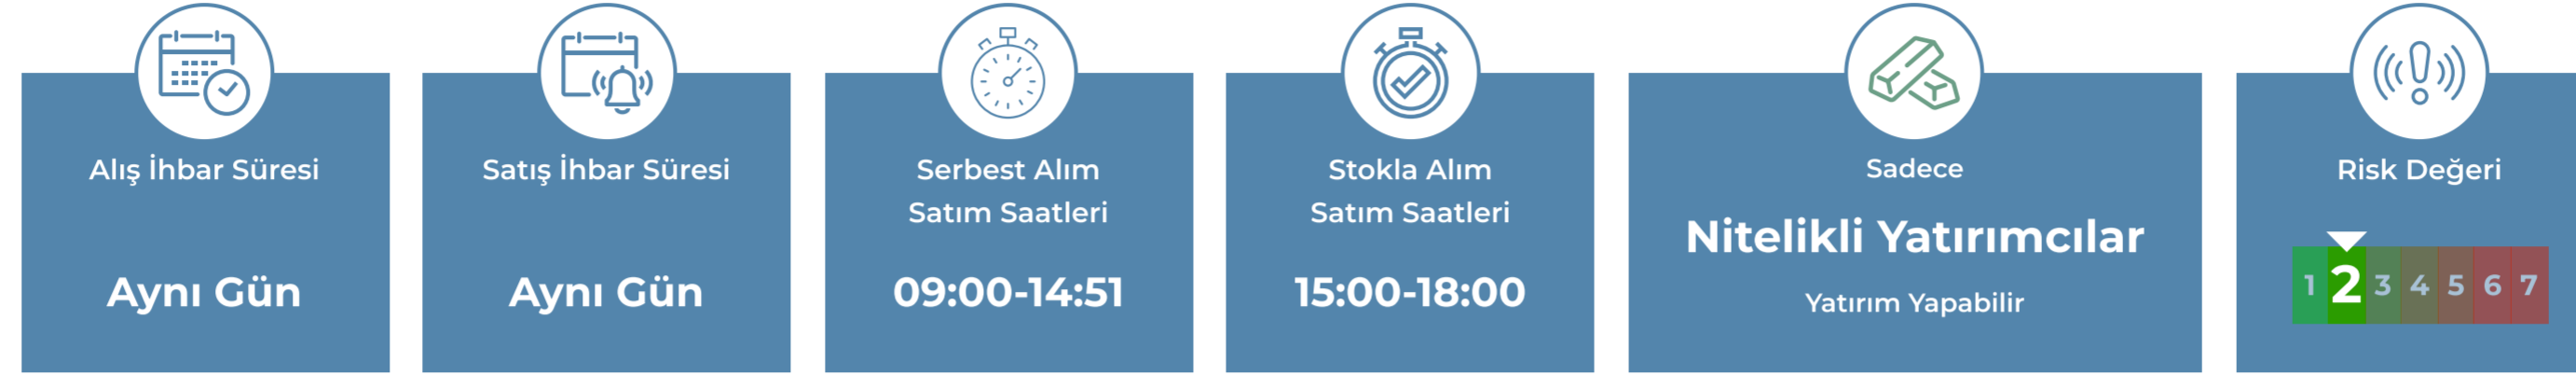 Alış İhbar Süresi
Aynı Gün
Satış İhbar Süresi
Aynı Gün
Serbest Alım
Satım Saatleri
09:00-14:51
Stokla Alım
Satım Saatleri
15:00-18:00
Sadece
Nitelikli Yatırımcılar
Yatırım Yapabilir
Risk Değeri
1 2 3 4 5 6 7